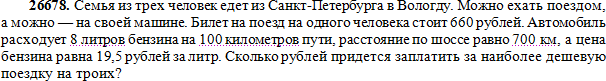 26678. Семья из трех человек едет из Санкт-Петербурга в Вологду. Можно ехать поездом,
а можно — на своей машине. Билет на поезд на одного человека стоит 660 рублей. Автомобиль
расходует 8 литров бензина на 100 километров пути, расстояние по шоссе равно 700 км, а цена
бензина равна 19,5 рублей за литр. Сколько рублей придется заплатить за наиболее дешевую
поездку на троих?